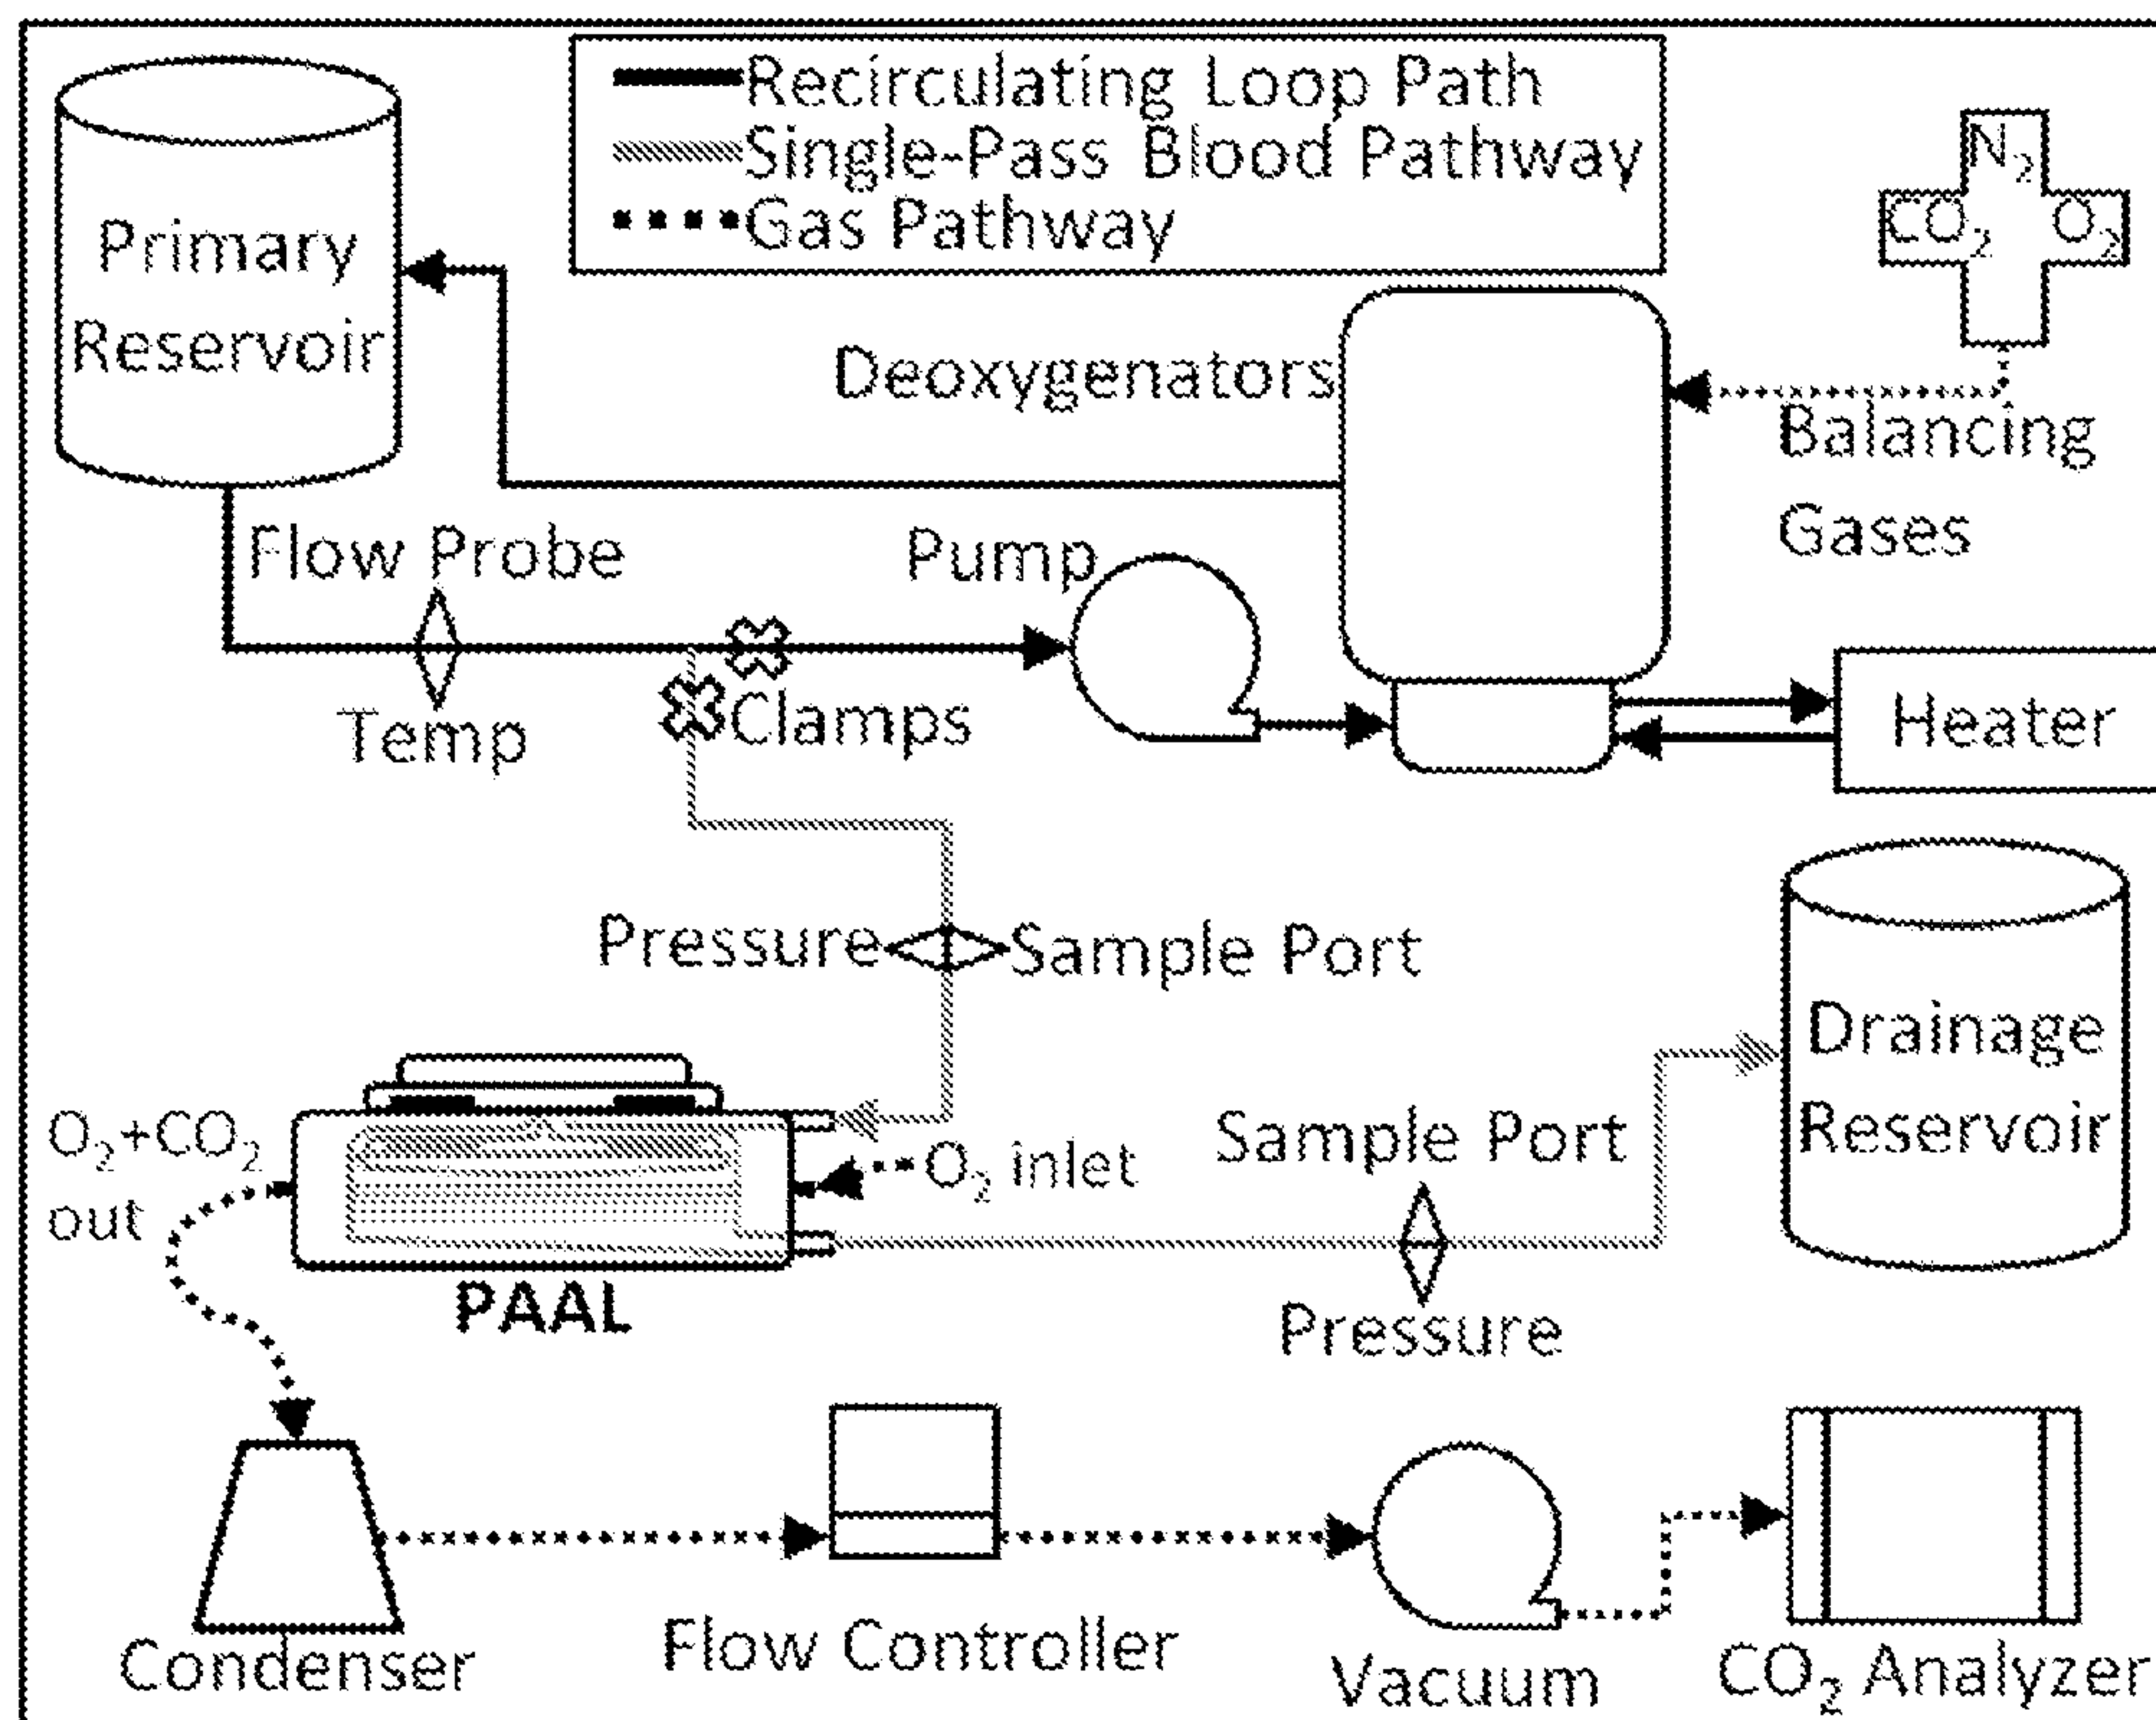 Recirculating Loop Path
Single-Pass Blood Pathway
Gas Pathway
Primary
Reservoir
N₂
CO₂ O₂
Deoxygenators
Balancing
Gases
Flow Probe
Pump
Temp
Clamps
Heater
Pressure
Sample Port
Drainage
Reservoir
O₂+CO₂
out
O₂ inlet
Sample Port
PAAL
Pressure
Condenser
Flow Controller
Vacuum
CO₂ Analyzer